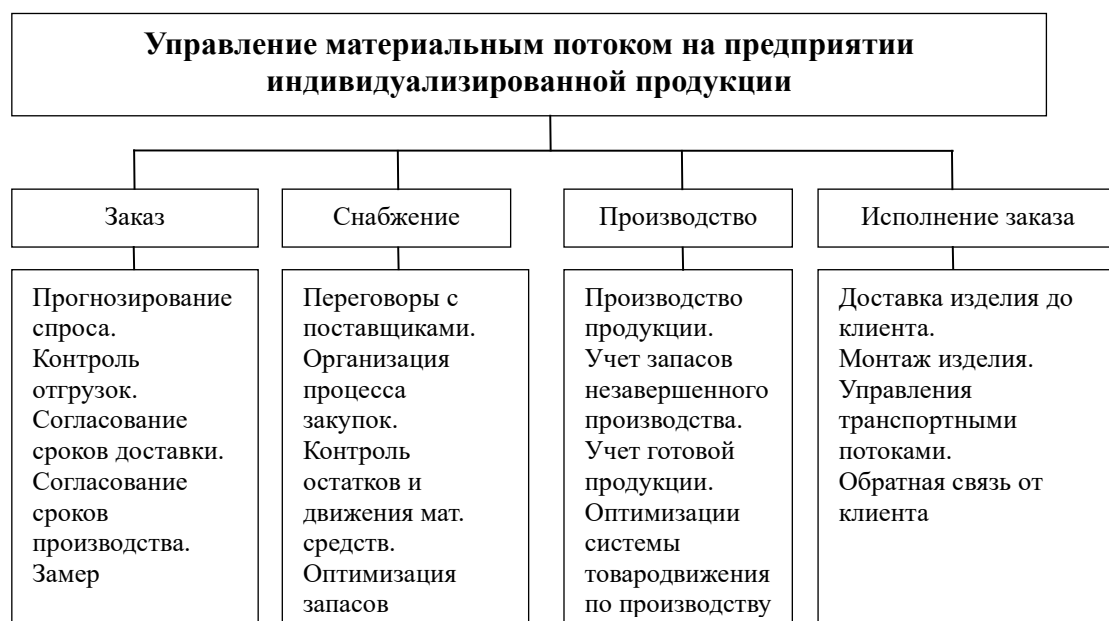 Управление материальным потоком на предприятии
индивидуализированной продукции
Заказ
Снабжение
Производство
Исполнение заказа
Прогнозирование
спроса.
Контроль
отгрузок.
Согласование
сроков доставки.
Согласование
сроков
производства.
Замер
Переговоры с
поставщиками.
Организация
процесса
закупок.
Контроль
остатков и
движения мат.
средств.
Оптимизация
запасов
Производство
продукции.
Учет запасов
незавершенного
производства.
Учет готовой
продукции.
Оптимизации
системы
товародвижения
по производству
Доставка изделия до
клиента.
Монтаж изделия.
Управления
транспортными
потоками.
Обратная связь от
клиента